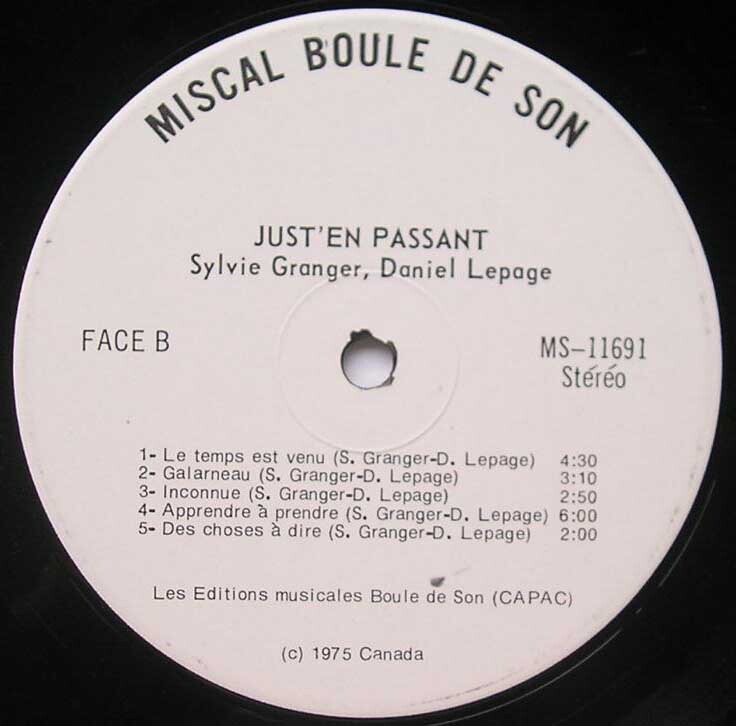 MISCAL BOULE DE SON
JUST'EN PASSANT
Sylvie Granger, Daniel Lepage
FACE B
MS-11691
Stéréo
1- Le temps est venu (S. Granger-D. Lepage) 4:30
2- Galarneau (S. Granger-D. Lepage) 3:10
3- Inconnue (S. Granger-D. Lepage) 2:50
4- Apprendre à prendre (S. Granger-D. Lepage) 6:00
5- Des choses à dire (S. Granger-D. Lepage) 2:00
Les Editions musicales Boule de Son (CAPAC)
(c) 1975 Canada